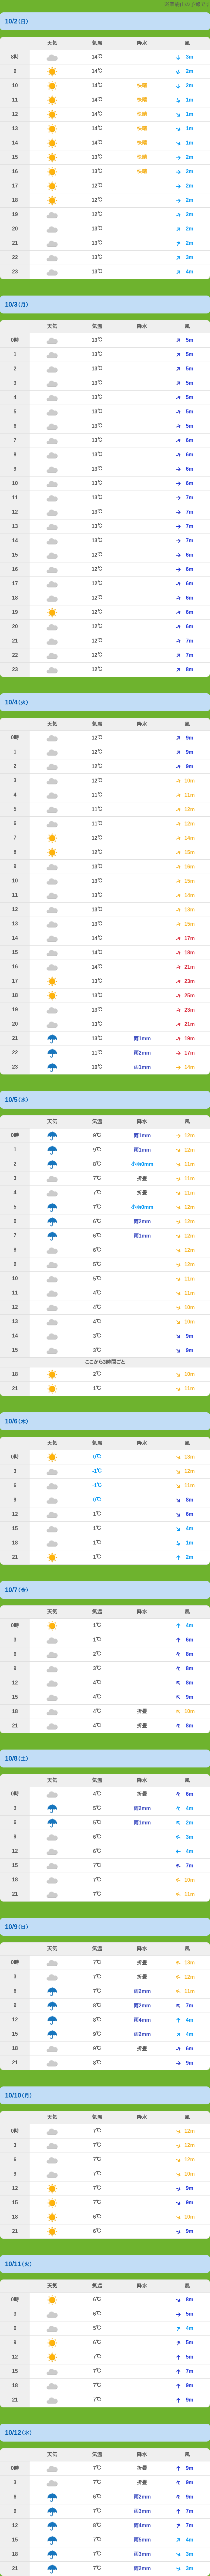 ※乗鞍山の予報です
10/2(日)
天気 気温 降水 風
8時 14℃ 3m
9 14℃ 2m
10 14℃ 快晴 2m
11 14℃ 快晴 1m
12 14℃ 快晴 1m
13 14℃ 快晴 1m
14 14℃ 快晴 1m
15 13℃ 快晴 2m
16 13℃ 快晴 2m
17 12℃ 2m
18 12℃ 2m
19 12℃ 2m
20 13℃ 2m
21 13℃ 2m
22 13℃ 3m
23 13℃ 4m
10/3(月)
天気 気温 降水 風
0時 13℃ 5m
1 13℃ 5m
2 13℃ 5m
3 13℃ 5m
4 13℃ 5m
5 13℃ 5m
6 13℃ 5m
7 13℃ 6m
8 13℃ 6m
9 13℃ 6m
10 13℃ 6m
11 13℃ 7m
12 13℃ 7m
13 13℃ 7m
14 13℃ 7m
15 12℃ 6m
16 12℃ 6m
17 12℃ 6m
18 12℃ 6m
19 12℃ 6m
20 12℃ 6m
21 12℃ 7m
22 12℃ 7m
23 12℃ 8m
10/4(火)
天気 気温 降水 風
0時 12℃ 9m
1 12℃ 9m
2 12℃ 9m
3 12℃ 10m
4 11℃ 11m
5 11℃ 12m
6 11℃ 12m
7 12℃ 14m
8 12℃ 15m
9 13℃ 16m
10 13℃ 15m
11 13℃ 14m
12 13℃ 13m
13 13℃ 15m
14 14℃ 17m
15 14℃ 18m
16 14℃ 21m
17 13℃ 23m
18 13℃ 25m
19 13℃ 23m
20 13℃ 21m
21 13℃ 雨1mm 19m
22 11℃ 雨2mm 17m
23 10℃ 雨1mm 14m
10/5(水)
天気 気温 降水 風
0時 9℃ 雨1mm 12m
1 9℃ 雨1mm 12m
2 8℃ 小雨0mm 11m
3 7℃ 折畳 11m
4 7℃ 折畳 11m
5 7℃ 小雨0mm 12m
6 6℃ 雨2mm 12m
7 6℃ 雨1mm 12m
8 6℃ 12m
9 5℃ 12m
10 5℃ 11m
11 4℃ 11m
12 4℃ 10m
13 4℃ 10m
14 3℃ 9m
15 3℃ 9m
ここから3時間ごと
18 2℃ 10m
21 1℃ 11m
10/6(木)
天気 気温 降水 風
0時 0℃ 13m
3 -1℃ 12m
6 -1℃ 11m
9 0℃ 8m
12 1℃ 6m
15 1℃ 4m
18 1℃ 1m
21 1℃ 2m
10/7(金)
天気 気温 降水 風
0時 1℃ 4m
3 1℃ 6m
6 2℃ 8m
9 3℃ 8m
12 4℃ 8m
15 4℃ 9m
18 4℃ 折畳 10m
21 4℃ 折畳 8m
10/8(土)
天気 気温 降水 風
0時 4℃ 折畳 6m
3 5℃ 雨2mm 4m
6 5℃ 雨1mm 2m
9 6℃ 3m
12 6℃ 4m
15 7℃ 7m
18 7℃ 10m
21 7℃ 11m
10/9(日)
天気 気温 降水 風
0時 7℃ 折畳 13m
3 7℃ 折畳 12m
6 7℃ 雨2mm 11m
9 8℃ 雨2mm 7m
12 8℃ 雨4mm 4m
15 9℃ 雨2mm 4m
18 9℃ 折畳 6m
21 8℃ 9m
10/10(月)
天気 気温 降水 風
0時 7℃ 12m
3 7℃ 12m
6 7℃ 12m
9 7℃ 10m
12 7℃ 9m
15 7℃ 9m
18 6℃ 10m
21 6℃ 9m
10/11(火)
天気 気温 降水 風
0時 6℃ 8m
3 6℃ 5m
6 5℃ 4m
9 6℃ 5m
12 7℃ 5m
15 7℃ 7m
18 7℃ 9m
21 7℃ 9m
10/12(水)
天気 気温 降水 風
0時 7℃ 折畳 9m
3 7℃ 折畳 9m
6 6℃ 雨2mm 9m
9 7℃ 雨3mm 7m
12 8℃ 雨4mm 7m
15 7℃ 雨5mm 4m
18 7℃ 雨3mm 3m
21 7℃ 雨2mm 3m